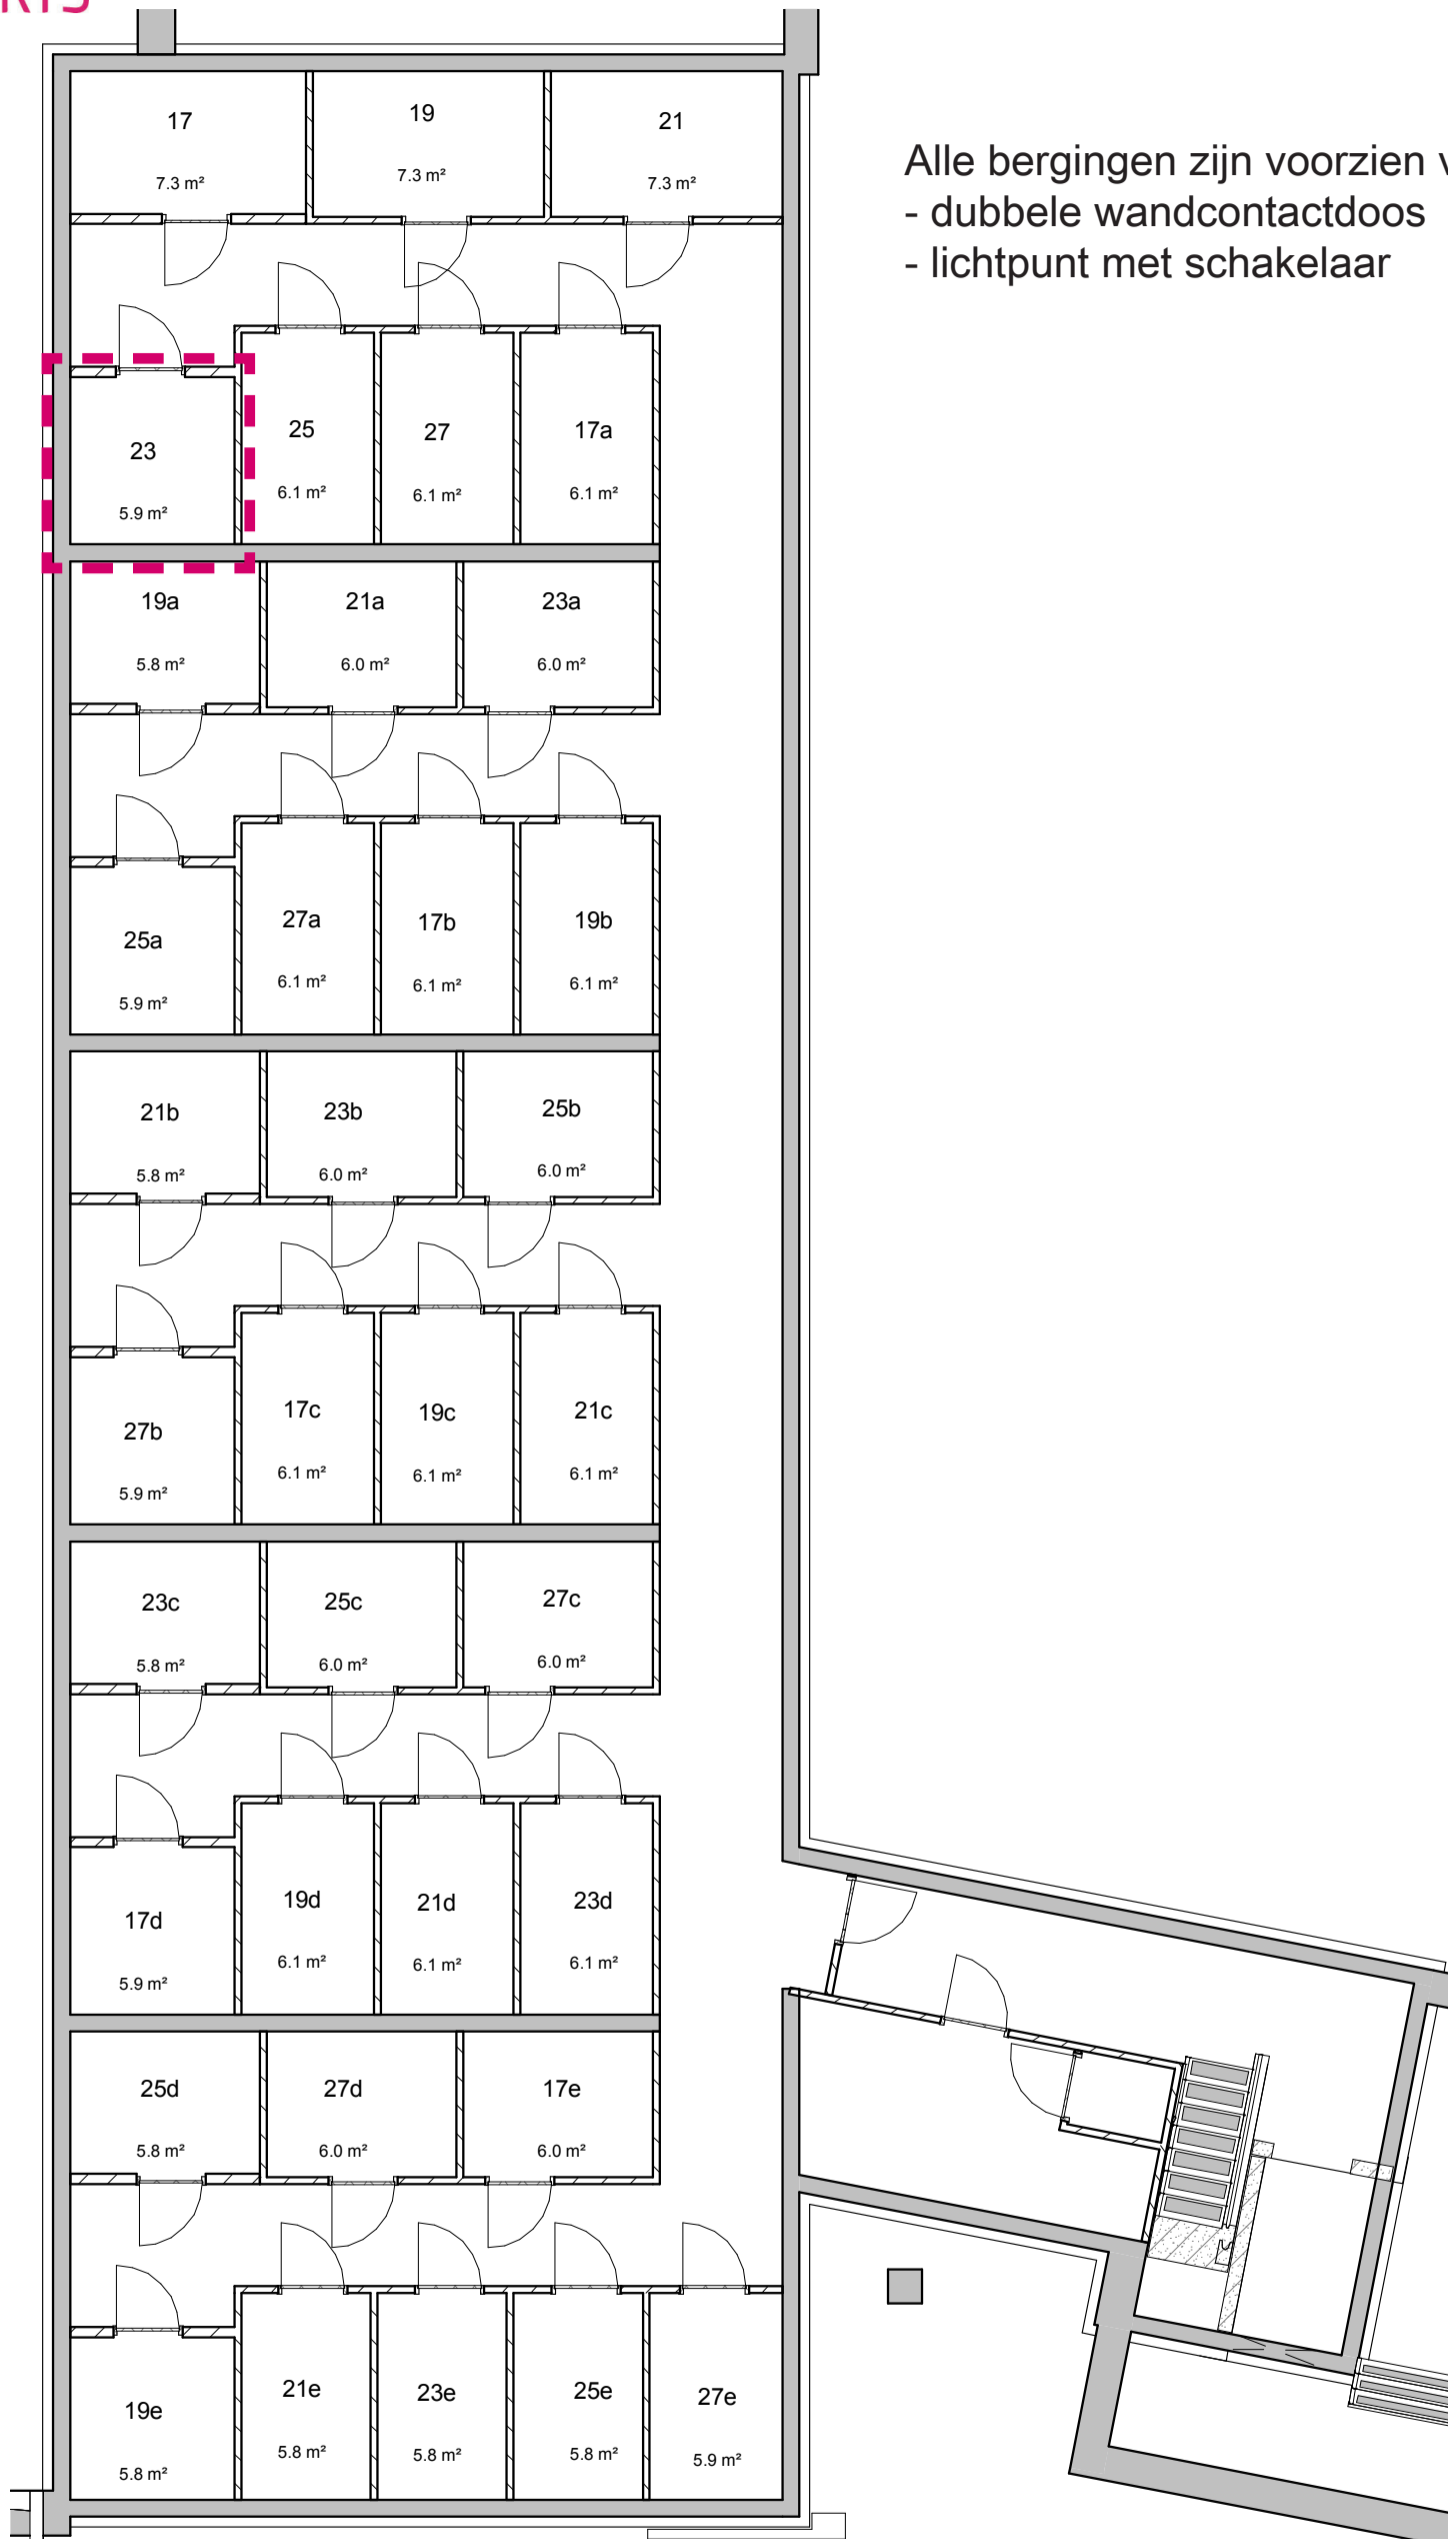 Alle bergingen zijn voorzien
- dubbele wandcontactdoos
- lichtpunt met schakelaar
17
7.3 m²
19
7.3 m²
21
7.3 m²
23
5.9 m²
25
6.1 m²
27
6.1 m²
17a
6.1 m²
19a
5.8 m²
21a
6.0 m²
23a
6.0 m²
25a
5.9 m²
27a
6.1 m²
17b
6.1 m²
19b
6.1 m²
21b
5.8 m²
23b
6.0 m²
25b
6.0 m²
27b
5.9 m²
17c
6.1 m²
19c
6.1 m²
21c
6.1 m²
23c
5.8 m²
25c
6.0 m²
27c
6.0 m²
17d
5.9 m²
19d
6.1 m²
21d
6.1 m²
23d
6.1 m²
25d
5.8 m²
27d
6.0 m²
17e
6.0 m²
19e
5.8 m²
21e
5.8 m²
23e
5.8 m²
25e
5.8 m²
27e
5.9 m²